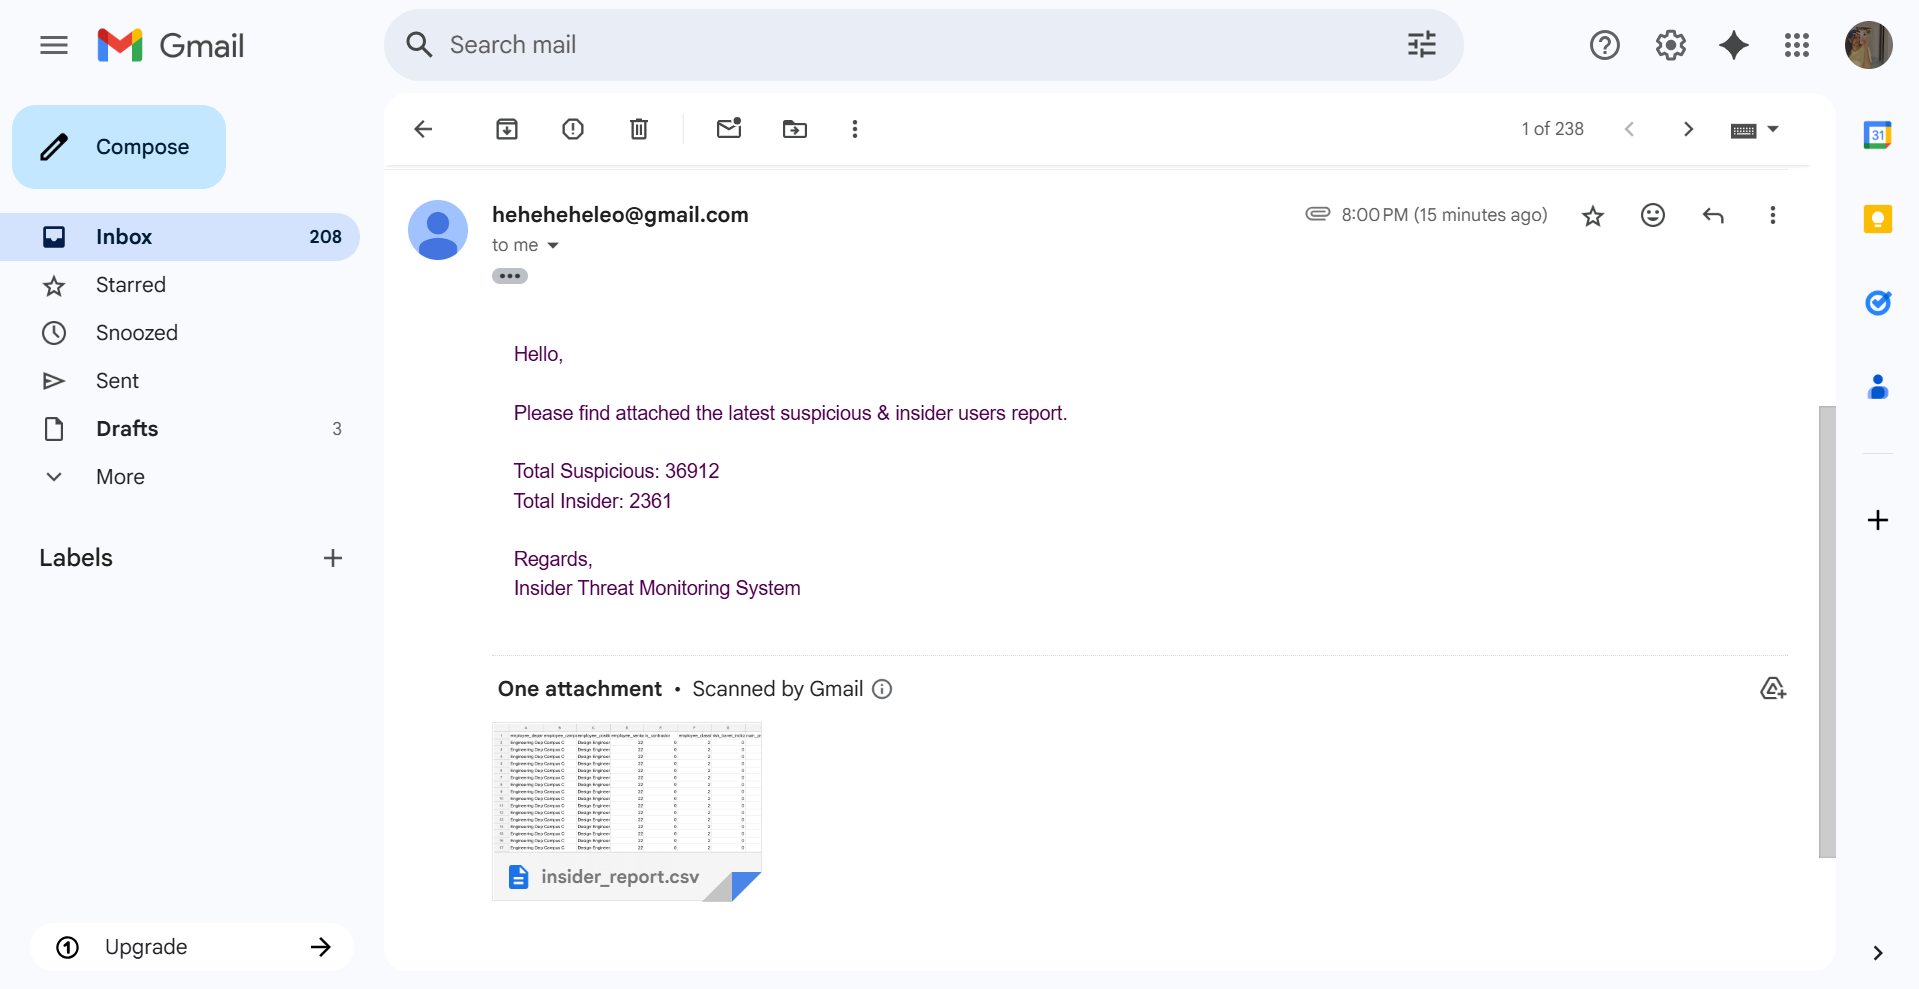 Gmail
Search mail
Compose
1 of 238
Inbox 208
Starred
Snoozed
Sent
Drafts 3
More
Labels
Upgrade
heheheheleo@gmail.com
8:00 PM (15 minutes ago)
to me
Hello,
Please find attached the latest suspicious & insider users report.
Total Suspicious: 36912
Total Insider: 2361
Regards,
Insider Threat Monitoring System
One attachment • Scanned by Gmail
insider_report.csv
31